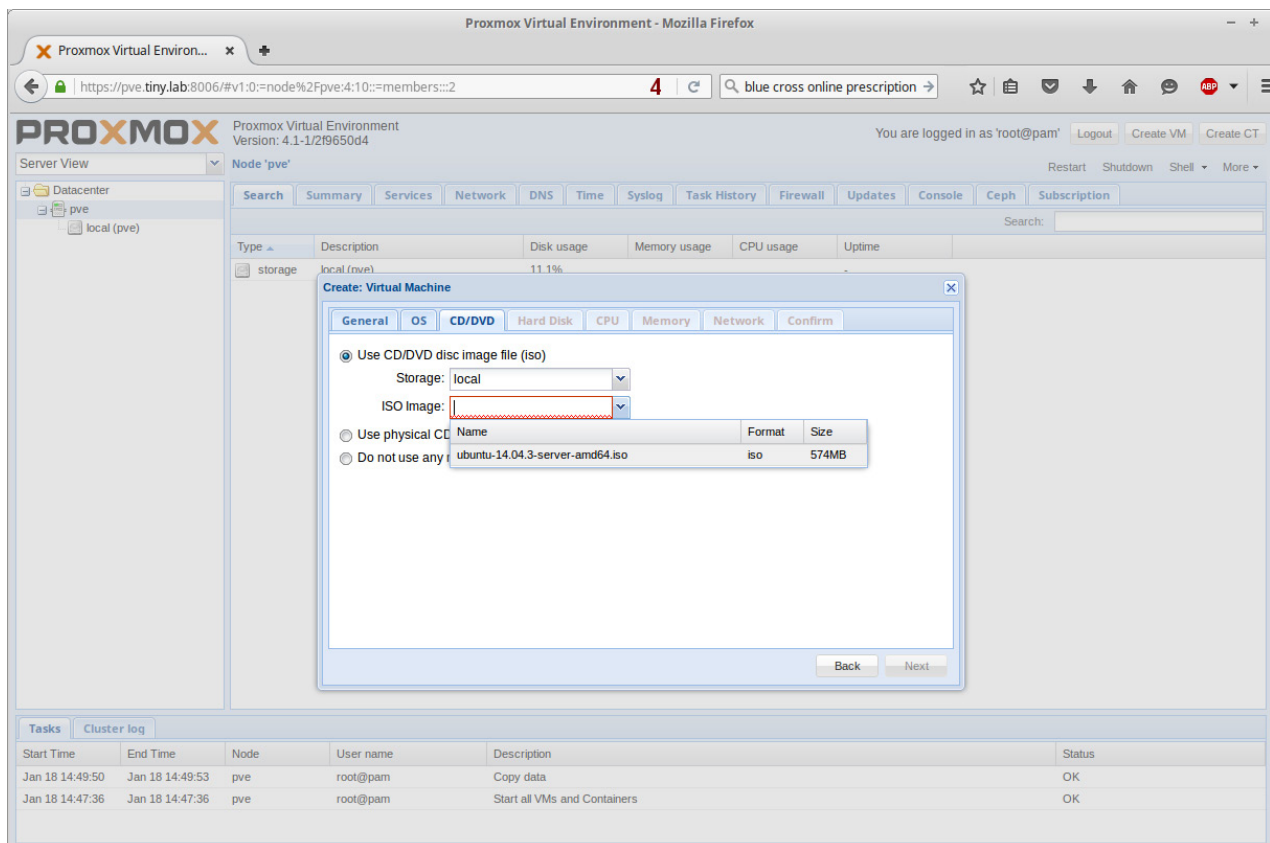 Proxmox Virtual Environment - Mozilla Firefox
Proxmox Virtual Environ...
https://pve.tiny.lab:8006/#v1:0:=node%2Fpve:4:10::=members:::2 4 blue cross online prescription
ABP
PROXMOX Proxmox Virtual Environment
Version: 4.1-1/2f9650d4
You are logged in as 'root@pam' Logout Create VM Create CT
Server View Node 'pve' Restart Shutdown Shell More
Datacenter
pve
local (pve)
Search Summary Services Network DNS Time Syslog Task History Firewall Updates Console Ceph Subscription
Search:
Type Description Disk usage Memory usage CPU usage Uptime
storage local (pve) 11.1% -
Create: Virtual Machine
General OS CD/DVD Hard Disk CPU Memory Network Confirm
Use CD/DVD disc image file (iso)
Storage: local
ISO Image:
Use physical CD
Do not use any
Name Format Size
ubuntu-14.04.3-server-amd64.iso iso 574MB
Back Next
Tasks Cluster log
Start Time End Time Node User name Description Status
Jan 18 14:49:50 Jan 18 14:49:53 pve root@pam Copy data OK
Jan 18 14:47:36 Jan 18 14:47:36 pve root@pam Start all VMs and Containers OK